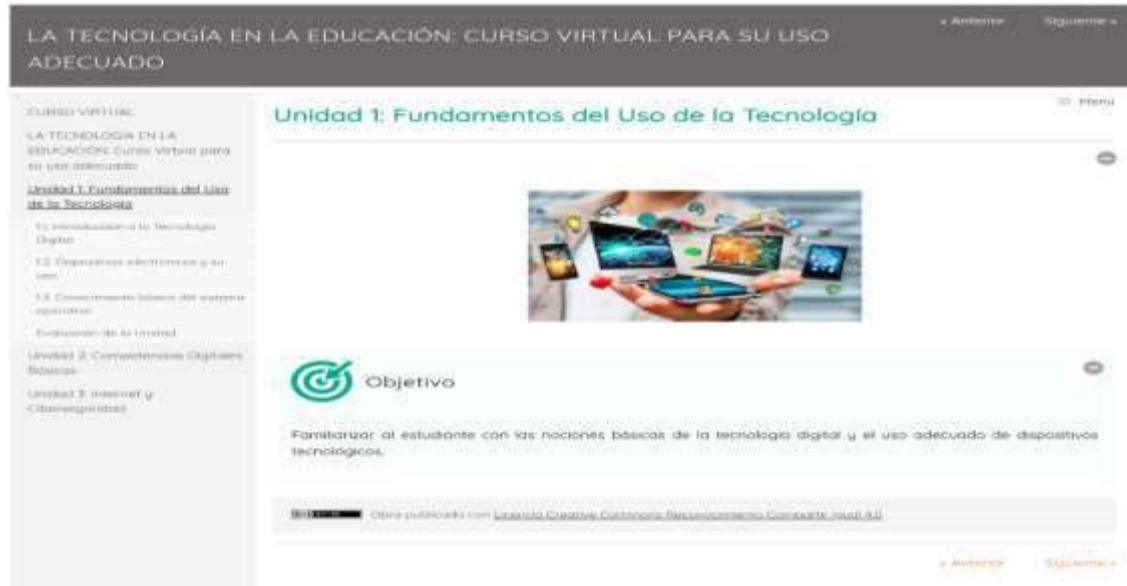 « Anterior Siguiente »
LA TECNOLOGÍA EN LA EDUCACIÓN: CURSO VIRTUAL PARA SU USO
ADECUADO
Menú
CURSO VIRTUAL
LA TECNOLOGÍA EN LA
EDUCACIÓN: Curso Virtual para
su uso adecuado
Unidad 1: Fundamentos del Uso
de la Tecnología
1.1. Introducción a la Tecnología
Digital
1.2. Dispositivos electrónicos y su
uso
1.3. Conocimiento básico del sistema
operativo
Evaluación de la Unidad
Unidad 2: Competencias Digitales
Básicas
Unidad 3: Internet y
Ciberseguridad
Unidad 1: Fundamentos del Uso de la Tecnología
Objetivo
Familiarizar al estudiante con las nociones básicas de la tecnología digital y el uso adecuado de dispositivos
tecnológicos.
Obra publicada con Licencia Creative Commons Reconocimiento Compartir igual 4.0
« Anterior Siguiente »